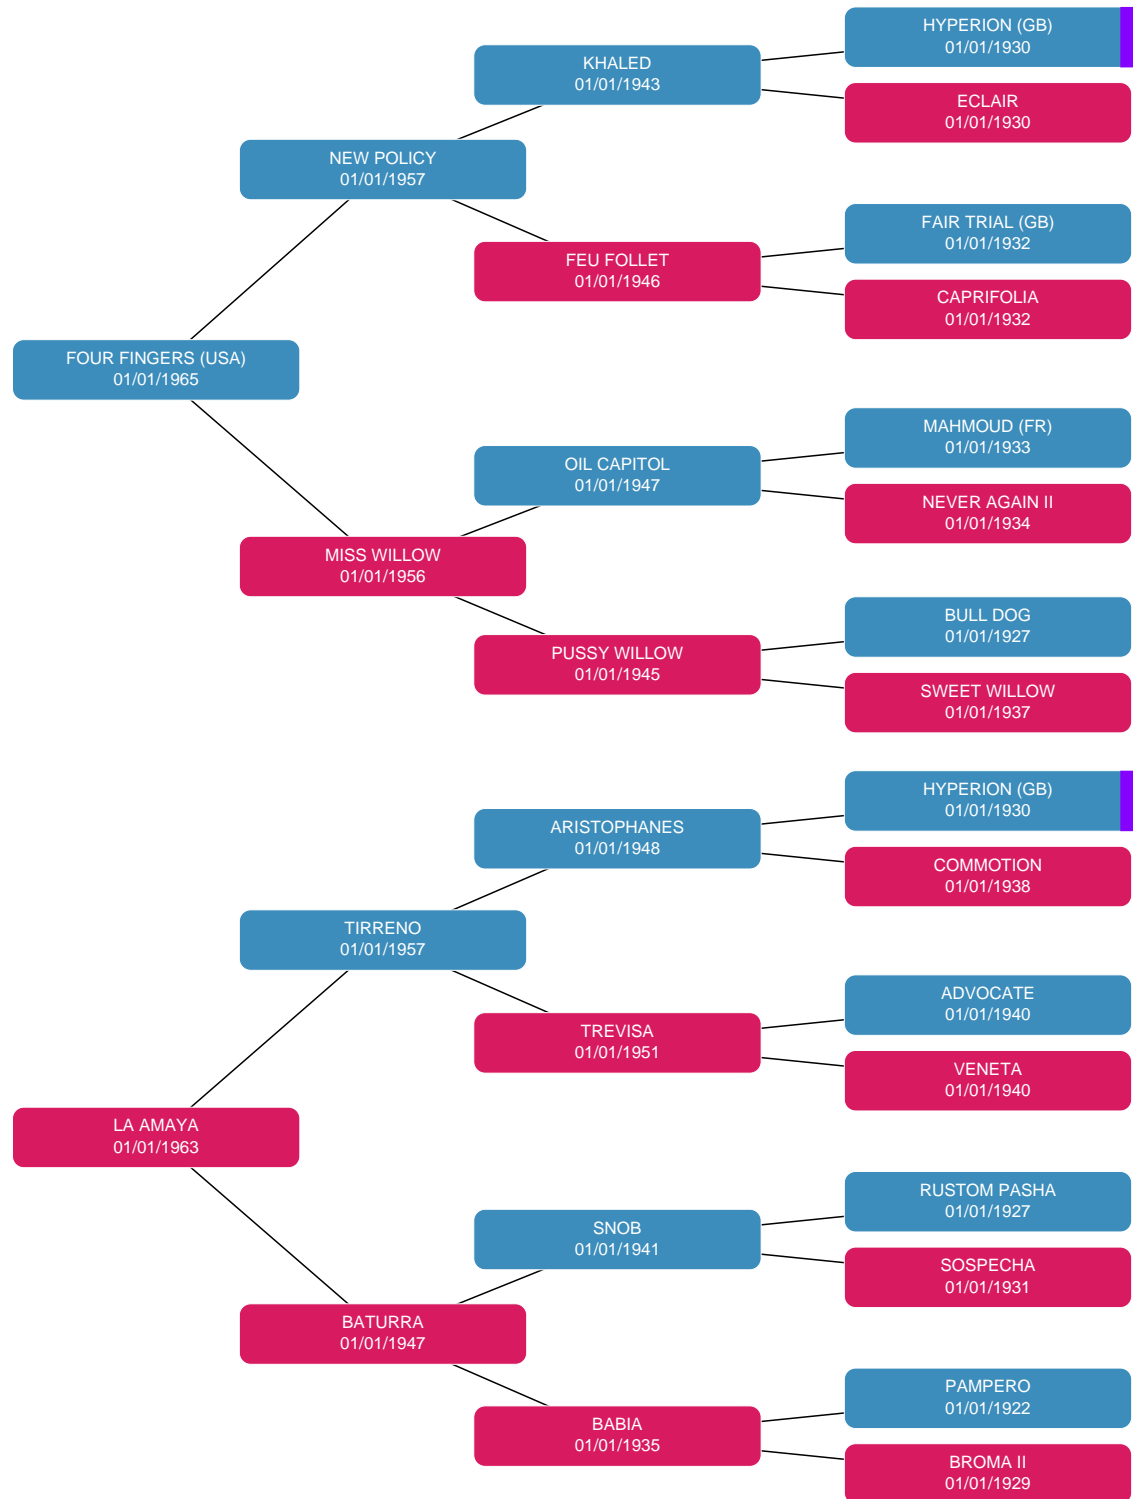 HYPERION (GB)
01/01/1930
KHALED
01/01/1943
ECLAIR
01/01/1930
NEW POLICY
01/01/1957
FAIR TRIAL (GB)
01/01/1932
FEU FOLLET
01/01/1946
CAPRIFOLIA
01/01/1932
FOUR FINGERS (USA)
01/01/1965
MAHMOUD (FR)
01/01/1933
OIL CAPITOL
01/01/1947
NEVER AGAIN II
01/01/1934
MISS WILLOW
01/01/1956
BULL DOG
01/01/1927
PUSSY WILLOW
01/01/1945
SWEET WILLOW
01/01/1937
HYPERION (GB)
01/01/1930
ARISTOPHANES
01/01/1948
COMMOTION
01/01/1938
TIRRENO
01/01/1957
ADVOCATE
01/01/1940
TREVISA
01/01/1951
VENETA
01/01/1940
LA AMAYA
01/01/1963
RUSTOM PASHA
01/01/1927
SNOB
01/01/1941
SOSPECHA
01/01/1931
BATURRA
01/01/1947
PAMPERO
01/01/1922
BABIA
01/01/1935
BROMA II
01/01/1929